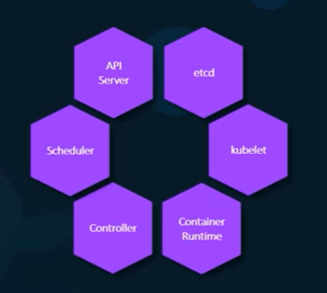 API
Server
etcd
Scheduler
kubelet
Controller
Container
Runtime